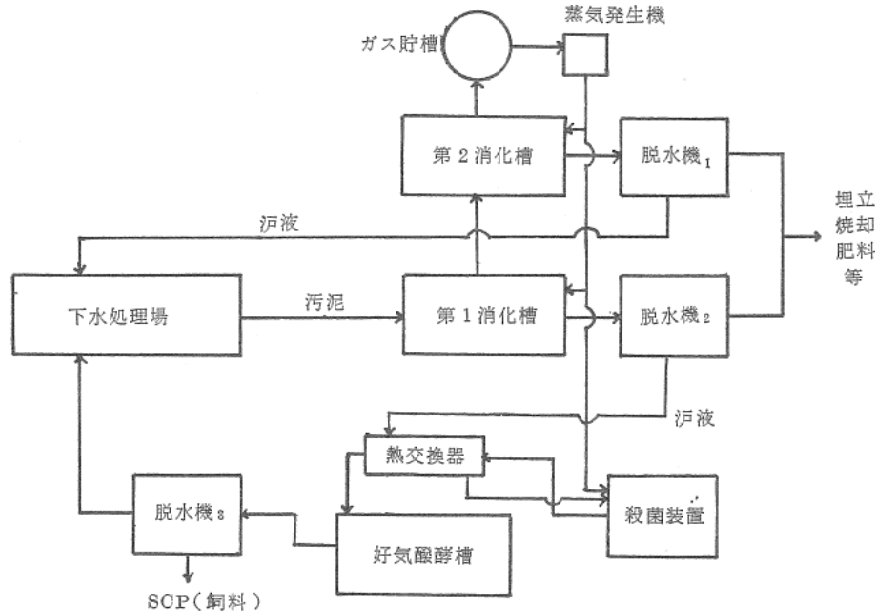 蒸気発生機
ガス貯槽
第2消化槽
脱水機1
埋立
焼却
肥料
等
沪液
下水処理場
汚泥
第1消化槽
脱水機2
沪液
熱交換器
脱水機3
好気醗酵槽
殺菌装置
SCP(飼料)